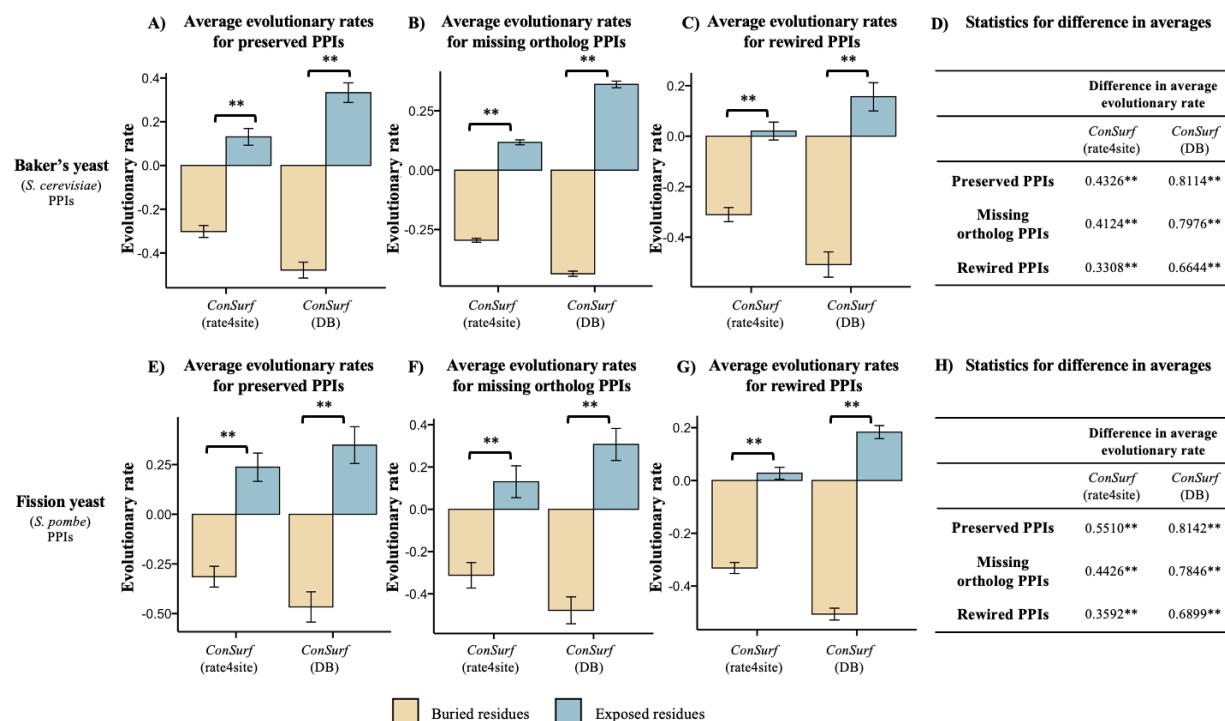 A) Average evolutionary rates
for preserved PPIs
B) Average evolutionary rates
for missing ortholog PPIs
C) Average evolutionary rates
for rewired PPIs
D) Statistics for difference in averages
Baker's yeast
(S. cerevisiae)
PPIs
Evolutionary rate
0.4
0.2
0.0
-0.2
-0.4
**
**
ConSurf
(rate4site)
ConSurf
(DB)
Evolutionary rate
0.25
0.00
-0.25
**
**
ConSurf
(rate4site)
ConSurf
(DB)
Evolutionary rate
0.2
0.0
-0.2
-0.4
**
**
ConSurf
(rate4site)
ConSurf
(DB)
Difference in average
evolutionary rate
ConSurf
(rate4site)
ConSurf
(DB)
Preserved PPIs 0.4326** 0.8114**
Missing
ortholog PPIs 0.4124** 0.7976**
Rewired PPIs 0.3308** 0.6644**
E) Average evolutionary rates
for preserved PPIs
F) Average evolutionary rates
for missing ortholog PPIs
G) Average evolutionary rates
for rewired PPIs
H) Statistics for difference in averages
Fission yeast
(S. pombe)
PPIs
Evolutionary rate
0.25
0.00
-0.25
-0.50
**
**
ConSurf
(rate4site)
ConSurf
(DB)
Evolutionary rate
0.4
0.2
0.0
-0.2
-0.4
**
**
ConSurf
(rate4site)
ConSurf
(DB)
Evolutionary rate
0.2
0.0
-0.2
-0.4
**
**
ConSurf
(rate4site)
ConSurf
(DB)
Difference in average
evolutionary rate
ConSurf
(rate4site)
ConSurf
(DB)
Preserved PPIs 0.5510** 0.8142**
Missing
ortholog PPIs 0.4426** 0.7846**
Rewired PPIs 0.3592** 0.6899**
Buried residues
Exposed residues